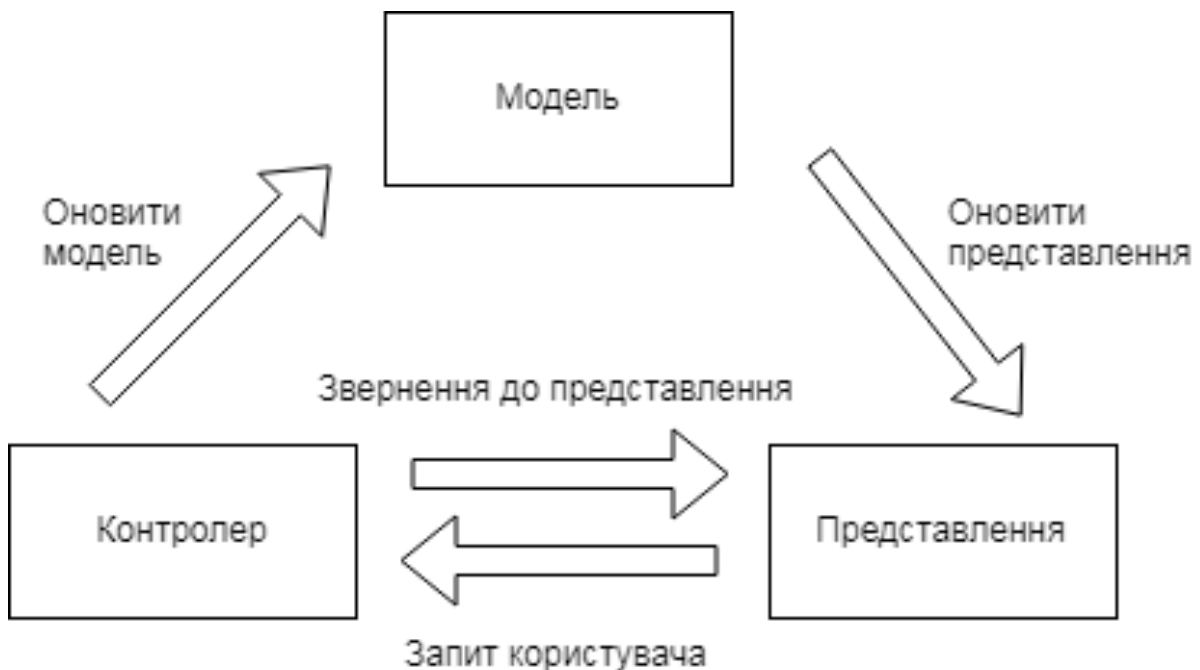 Модель
Оновити
модель
Оновити
представлення
Звернення до представлення
Контролер
Представлення
Запит користувача